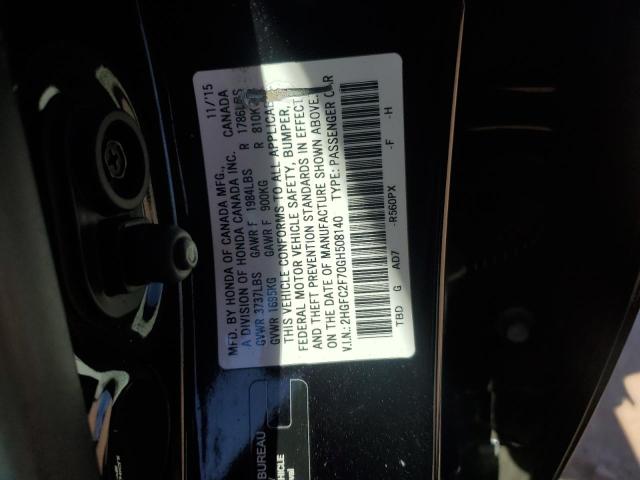 MFD. BY HONDA OF CANADA MFG., 11/'15
A DIVISION OF HONDA CANADA INC. CANADA
GVWR 3737LBS GAWR F 1984LBS R 1786LBS
GVWR 1695KG GAWR F 900KG R 810K
THIS VEHICLE CONFORMS TO ALL APPLICAB
FEDERAL MOTOR VEHICLE SAFETY, BUMPER,
AND THEFT PREVENTION STANDARDS IN EFFECT
ON THE DATE OF MANUFACTURE SHOWN ABOVE.
V.I.N.: 2HGFC2F70GH508140 TYPE: PASSENGER CAR
TBD G AD7 -R560PX -F -H
BUREAU